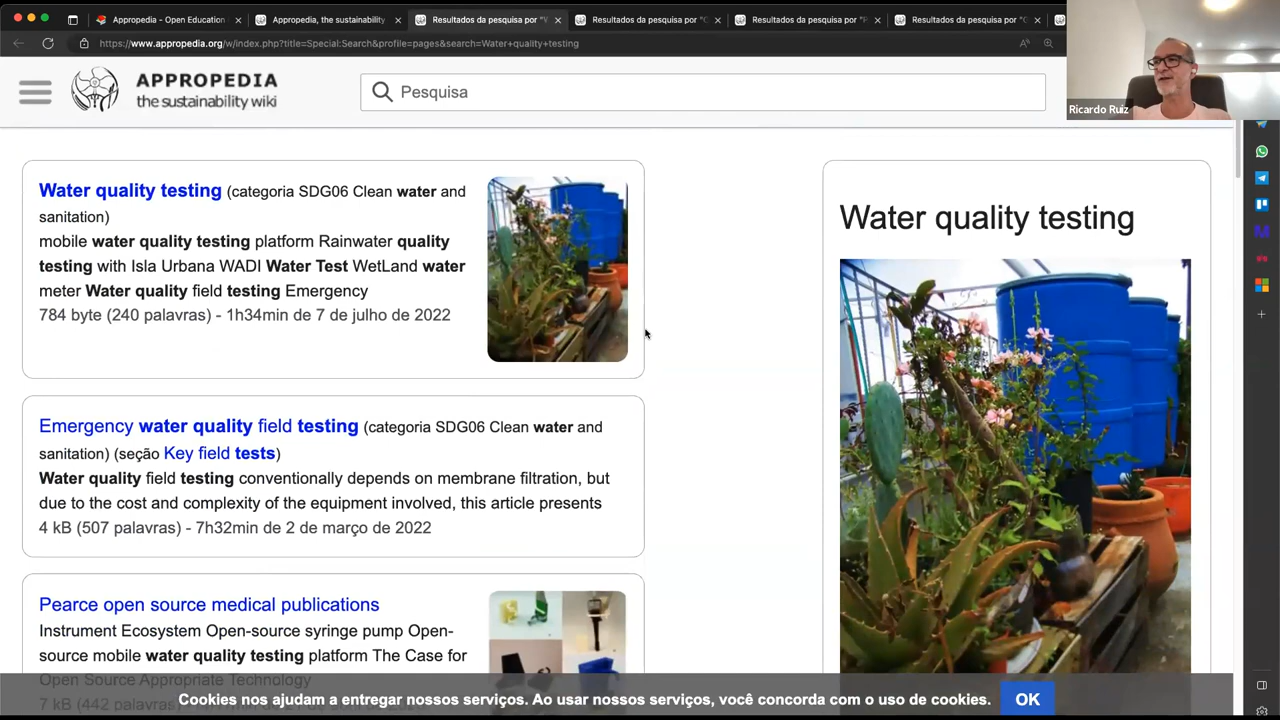 Appropedia - Open Education
Appropedia, the sustainability
Resultados da pesquisa por "V
Resultados da pesquisa por "C
Resultados da pesquisa por "P
Resultados da pesquisa por "C
https://www.appropedia.org/w/index.php?title=Special:Search&profile=pages&search=Water+quality+testing
APPROPEDIA
the sustainability wiki
Pesquisa
Ricardo Ruiz
Water quality testing (categoria SDG06 Clean water and
sanitation)
mobile water quality testing platform Rainwater quality
testing with Isla Urbana WADI Water Test WetLand water
meter Water quality field testing Emergency
784 byte (240 palavras) - 1h34min de 7 de julho de 2022
Water quality testing
Emergency water quality field testing (categoria SDG06 Clean water and
sanitation) (seção Key field tests)
Water quality field testing conventionally depends on membrane filtration, but
due to the cost and complexity of the equipment involved, this article presents
4 kB (507 palavras) - 7h32min de 2 de março de 2022
Pearce open source medical publications
Instrument Ecosystem Open-source syringe pump Open-
source mobile water quality testing platform The Case for
Open Source Appropriate Technology
7 kB (442 palavras)
Cookies nos ajudam a entregar nossos serviços. Ao usar nossos serviços, você concorda com o uso de cookies.
OK